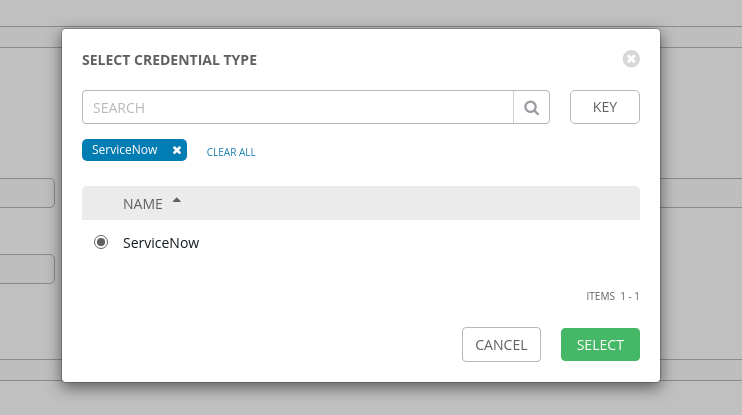 SELECT CREDENTIAL TYPE
SEARCH
KEY
ServiceNow
CLEAR ALL
NAME
ServiceNow
ITEMS 1 - 1
CANCEL
SELECT